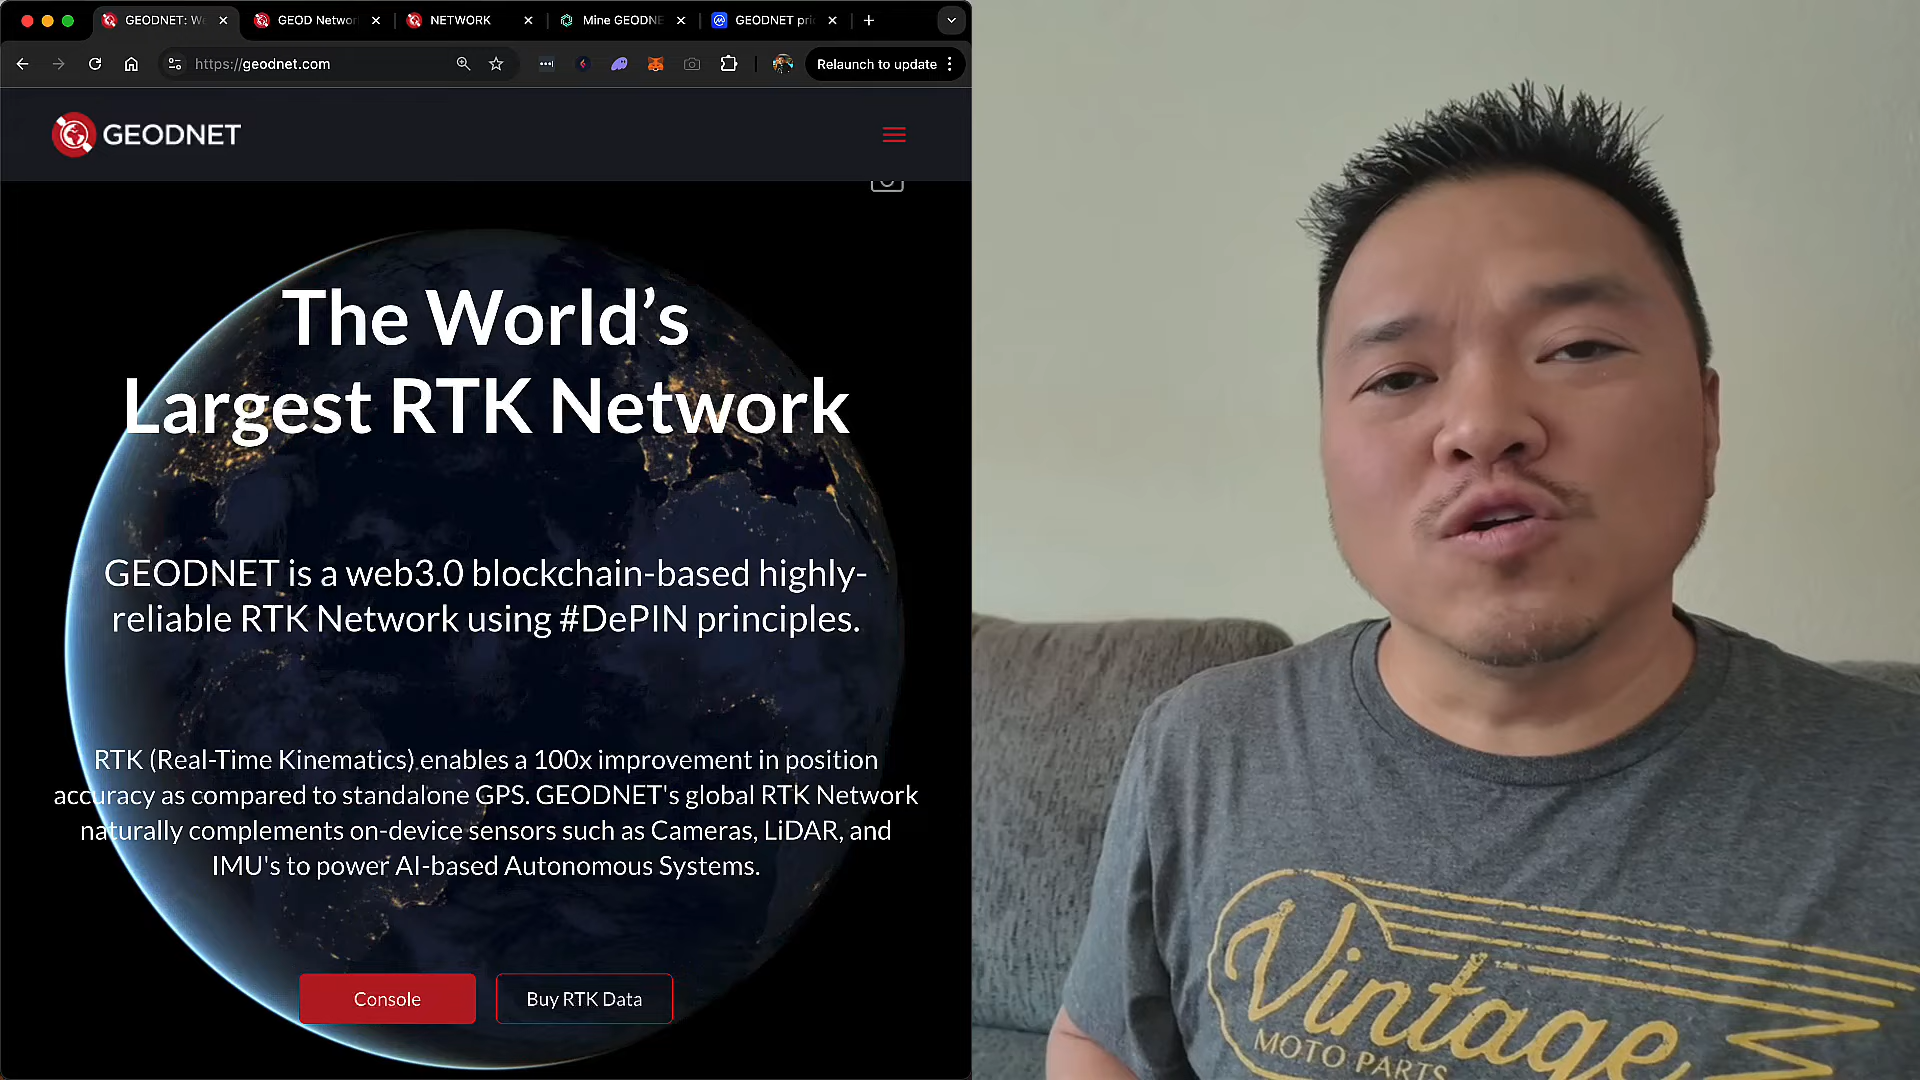 GEODNET: W
GEOD Networ
NETWORK
Mine GEODNE
GEODNET pri
https://geodnet.com
Relaunch to update
GEODNET
The World's
Largest RTK Network
GEODNET is a web3.0 blockchain-based highly-
reliable RTK Network using #DePIN principles.
RTK (Real-Time Kinematics) enables a 100x improvement in position
accuracy as compared to standalone GPS. GEODNET's global RTK Network
naturally complements on-device sensors such as Cameras, LiDAR, and
IMU's to power AI-based Autonomous Systems.
Console
Buy RTK Data
Vintage
MOTO PARTS